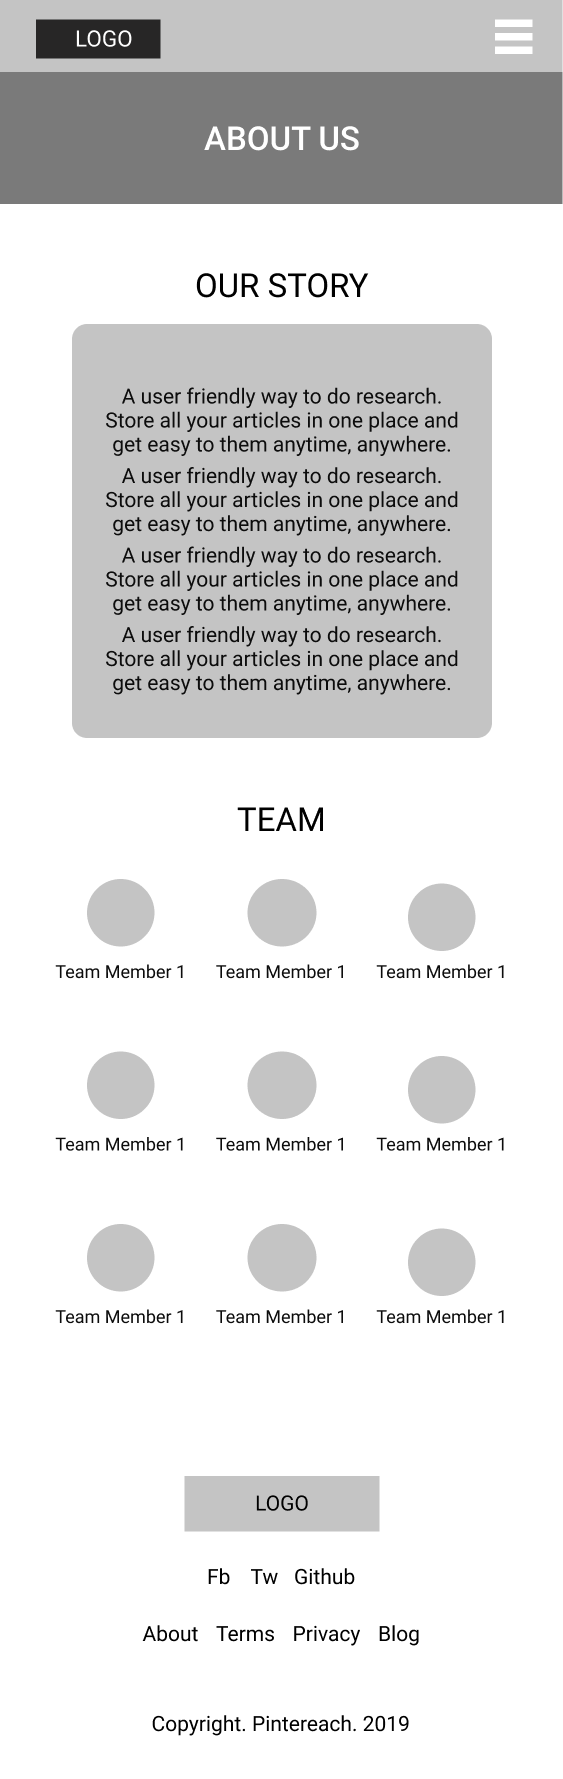 LOGO
ABOUT US
OUR STORY
A user friendly way to do research.
Store all your articles in one place and
get easy to them anytime, anywhere.
A user friendly way to do research.
Store all your articles in one place and
get easy to them anytime, anywhere.
A user friendly way to do research.
Store all your articles in one place and
get easy to them anytime, anywhere.
A user friendly way to do research.
Store all your articles in one place and
get easy to them anytime, anywhere.
TEAM
Team Member 1 Team Member 1 Team Member 1
Team Member 1 Team Member 1 Team Member 1
Team Member 1 Team Member 1 Team Member 1
LOGO
Fb Tw Github
About Terms Privacy Blog
Copyright. Pintereach. 2019